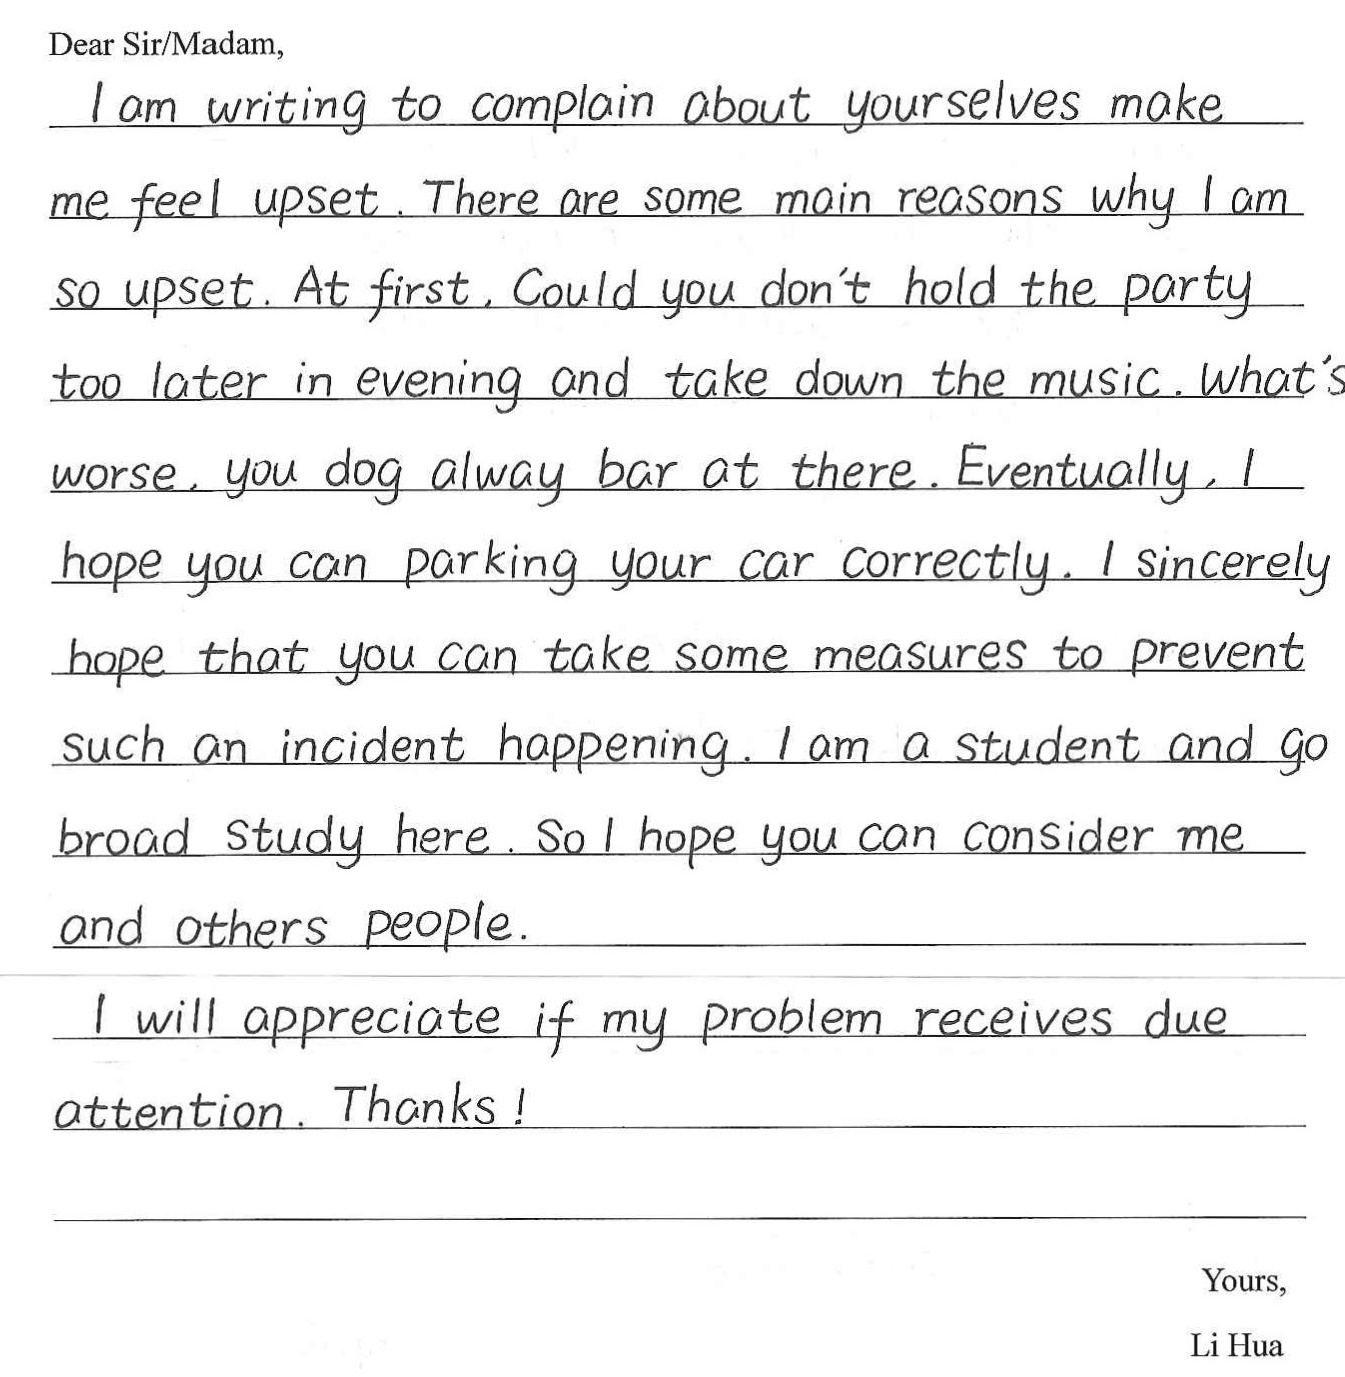 Dear Sir/Madam,
I am writing to complain about yourselves make
me feel upset. There are some main reasons why I am
so upset. At first, Could you don't hold the party
too later in evening and take down the music. What's
worse, you dog alway bar at there. Eventually, I
hope you can parking your car correctly. I sincerely
hope that you can take some measures to prevent
such an incident happening. I am a student and go
broad study here. So I hope you can consider me
and others people.
I will appreciate if my problem receives due
attention. Thanks!
Yours,
Li Hua